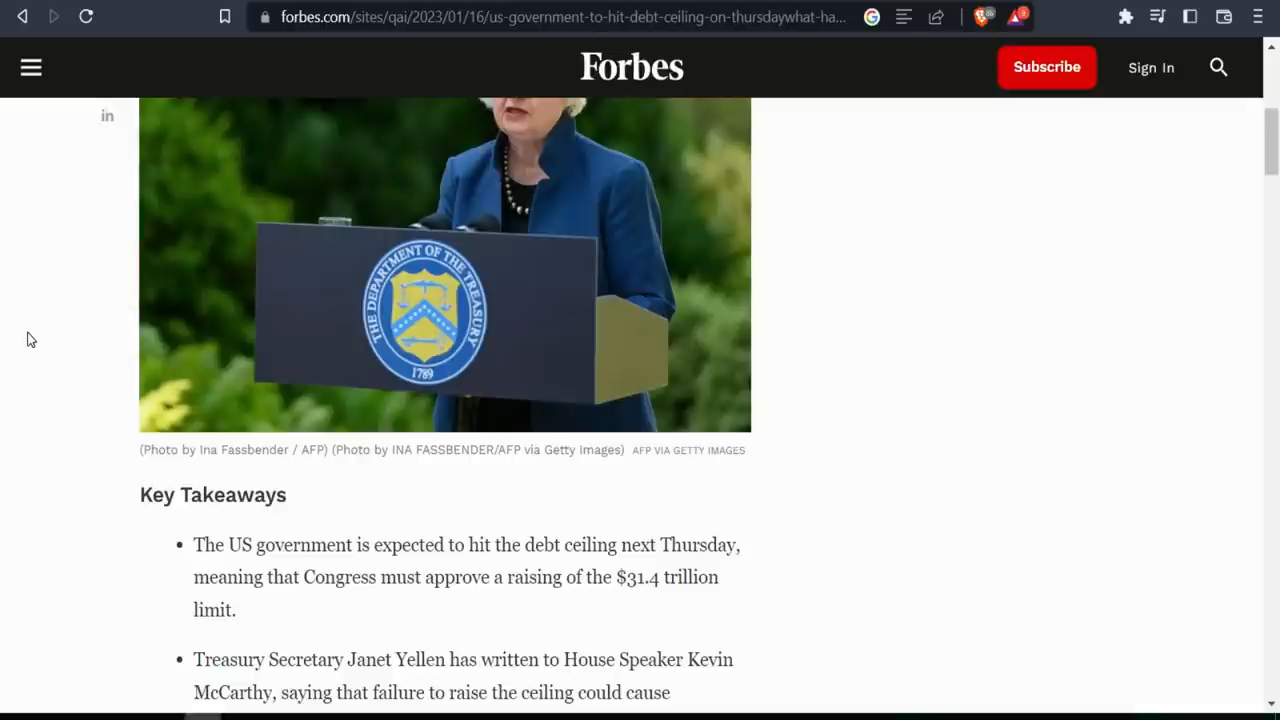 forbes.com/sites/qai/2023/01/16/us-government-to-hit-debt-ceiling-on-thursdaywhat-ha...
Forbes
Subscribe
Sign In
in
THE DEPARTMENT OF THE TREASURY
1789
(Photo by Ina Fassbender / AFP) (Photo by INA FASSBENDER/AFP via Getty Images) AFP VIA GETTY IMAGES
Key Takeaways
• The US government is expected to hit the debt ceiling next Thursday,
meaning that Congress must approve a raising of the $31.4 trillion
limit.
• Treasury Secretary Janet Yellen has written to House Speaker Kevin
McCarthy, saying that failure to raise the ceiling could cause